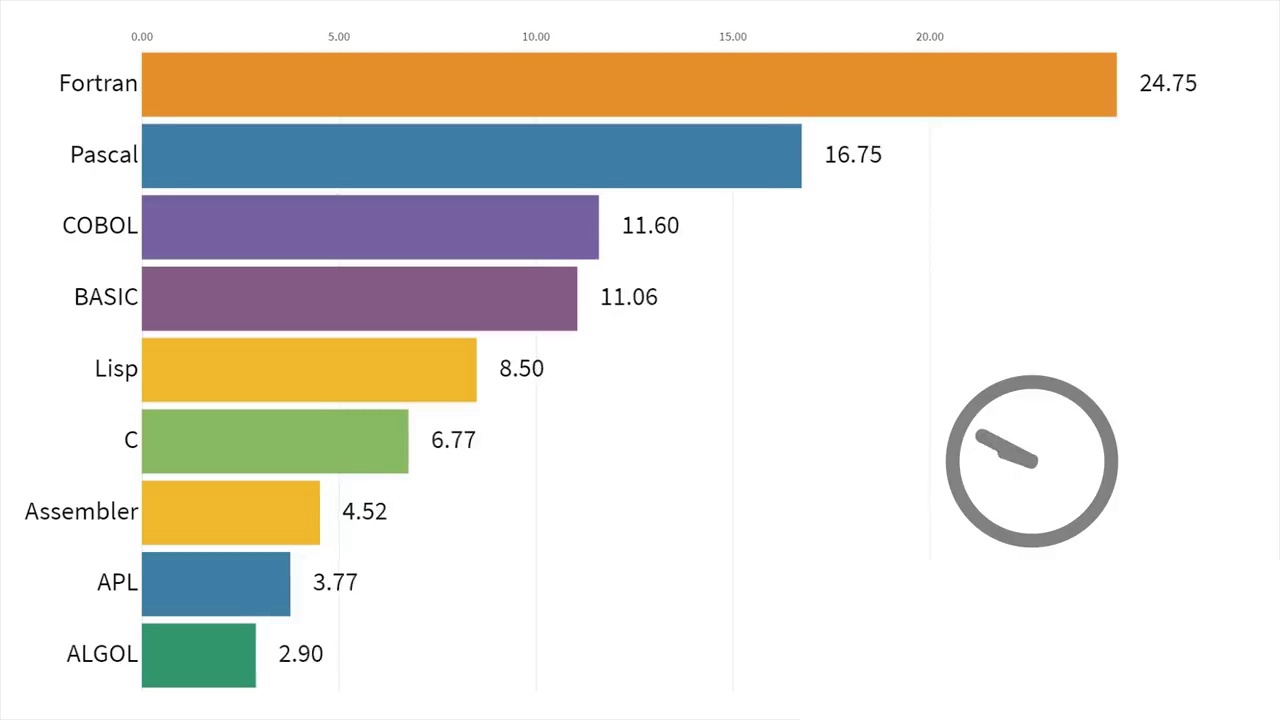 0.00 5.00 10.00 15.00 20.00
Fortran 24.75
Pascal 16.75
COBOL 11.60
BASIC 11.06
Lisp 8.50
C 6.77
Assembler 4.52
APL 3.77
ALGOL 2.90